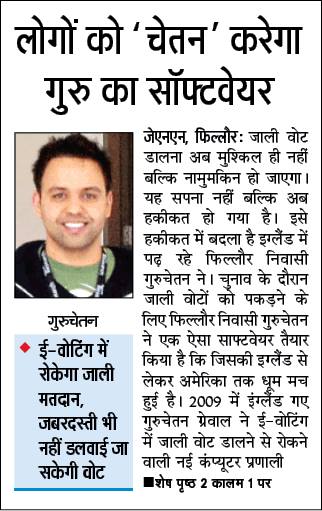 लोगों को ‘चेतन’ करेगा
गुरु का सॉफ्टवेयर
गुरुचेतन
◆ ई-वोटिंग में
रोकेगा जाली
मतदान,
जबरदस्ती भी
नहीं डलवाई जा
सकेगी वोट
जेएनएन, फिल्लौर: जाली वोट
डालना अब मुश्किल ही नहीं
बल्कि नामुमकिन हो जाएगा।
यह सपना नहीं बल्कि अब
हकीकत हो गया है। इसे
हकीकत में बदला है इग्लैंड में
पढ़ रहे फिल्लौर निवासी
गुरुचेतन ने। चुनाव के दौरान
जाली वोटों को पकड़ने के
लिए फिल्लौर निवासी गुरुचेतन
ने एक ऐसा साफ्टवेयर तैयार
किया है कि जिसकी इग्लैंड से
लेकर अमेरिका तक धूम मच
हुई है। 2009 में इंग्लैंड गए
गुरुचेतन ग्रेवाल ने ई-वोटिंग
में जाली वोट डालने से रोकने
वाली नई कंप्यूटर प्रणाली
■शेष पृष्ठ 2 कालम 1 पर